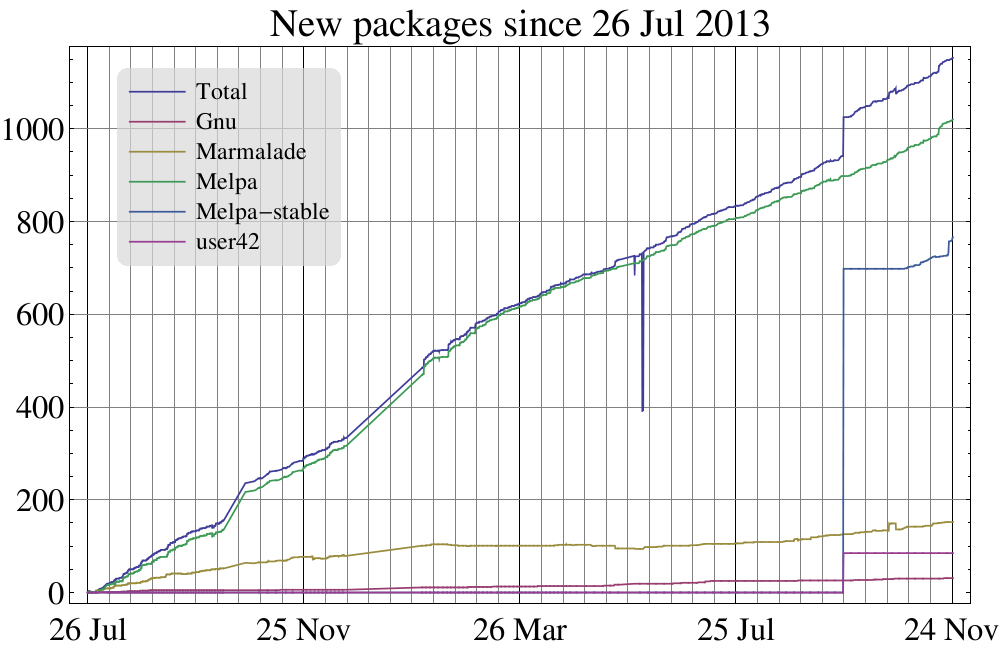 New packages since 26 Jul 2013
Total
Gnu
Marmalade
Melpa
Melpa-stable
user42
1000
800
600
400
200
0
26 Jul 25 Nov 26 Mar 25 Jul 24 Nov